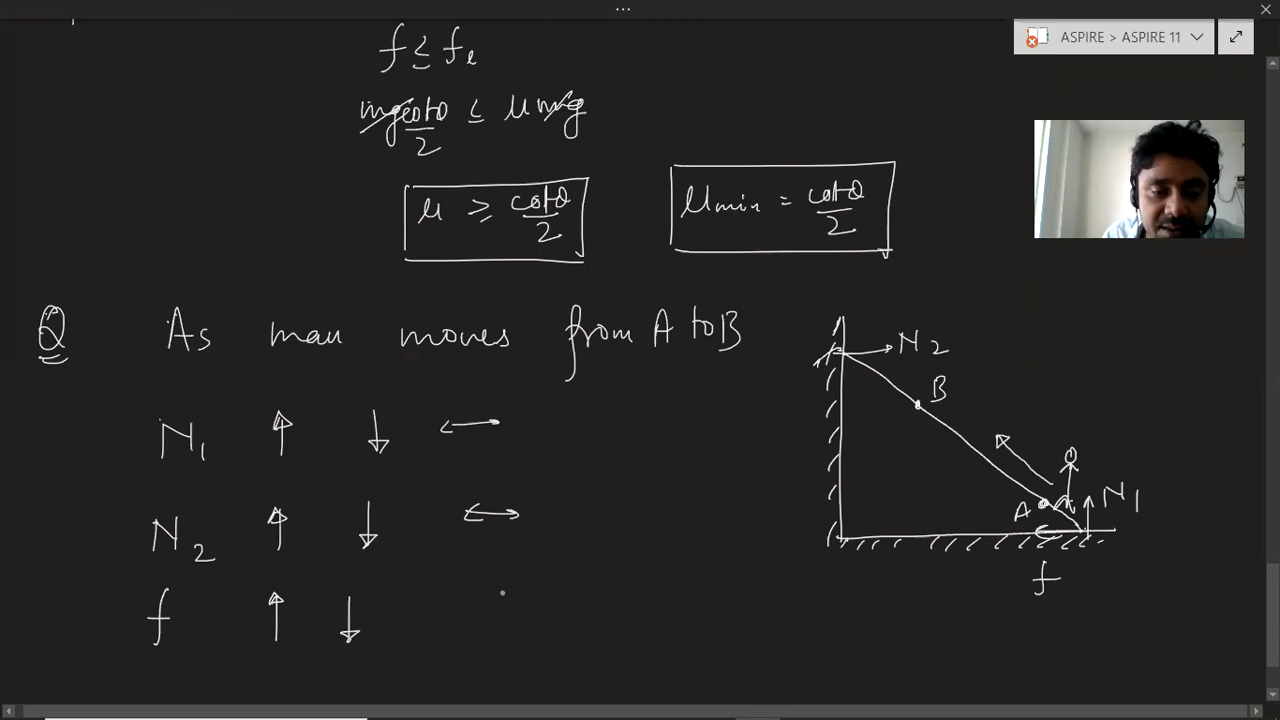 ASPIRE > ASPIRE 11
f ≤ fₗ
mg cotθ/2 ≤ μmg
μ ≥ cotθ/2
μmin = cotθ/2
Q As man moves from A to B
N₁ ↑ ↓ ↔
N₂ ↑ ↓ ↔
f ↑ ↓
N₂
B
A
N₁
f